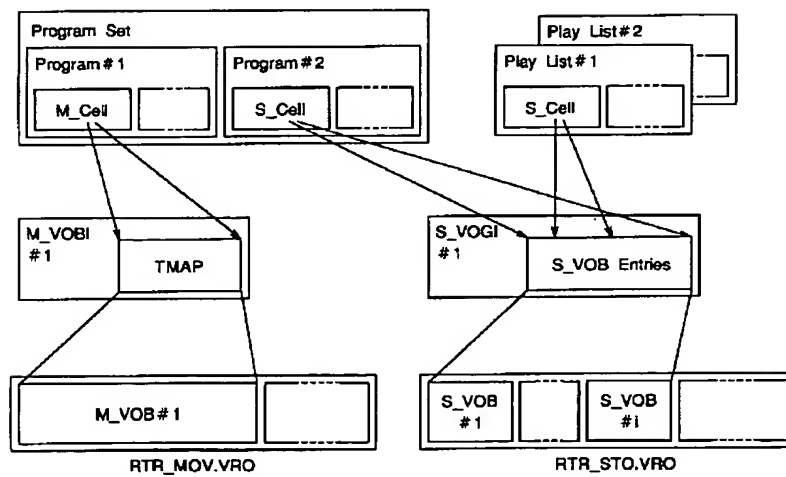 Program Set
Program#1
Program#2
M_Cell
S_Cell
Play List#2
Play List#1
S_Cell
M_VOBI
#1
TMAP
S_VOGI
#1
S_VOB Entries
M_VOB#1
S_VOB
#1
S_VOB
#i
RTR_MOV.VRO
RTR_STO.VRO